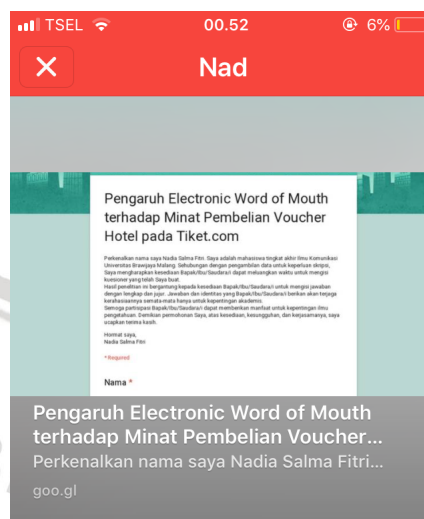 TSEL 00.52 6%
Nad
Pengaruh Electronic Word of Mouth
terhadap Minat Pembelian Voucher
Hotel pada Tiket.com
Perkenalkan nama saya Nadia Salma Fitri. Saya adalah mahasiswa tingkat akhir Ilmu Komunikasi
Universitas Brawijaya Malang. Sehubungan dengan pengambilan data untuk keperluan skripsi,
Saya mengharapkan kesediaan Bapak/Ibu/Saudara/i dapat meluangkan waktu untuk mengisi
kuesioner yang telah Saya buat.
Hasil penelitian ini bergantung kepada kesediaan Bapak/Ibu/Saudara/i untuk mengisi jawaban
dengan lengkap dan jujur. Jawaban dan identitas yang Bapak/Ibu/Saudara/i berikan akan terjaga
kerahasiaannya semata-mata hanya untuk kepentingan akademis.
Semoga partisipasi Bapak/Ibu/Saudara/i dapat memberikan manfaat untuk kepentingan ilmu
pengetahuan. Demikian permohonan Saya, atas kesediaan, kesungguhan, dan kerjasamanya, saya
ucapkan terima kasih.
Hormat saya,
Nadia Salma Fitri
* Required
Nama *
Pengaruh Electronic Word of Mouth
terhadap Minat Pembelian Voucher...
Perkenalkan nama saya Nadia Salma Fitri...
goo.gl